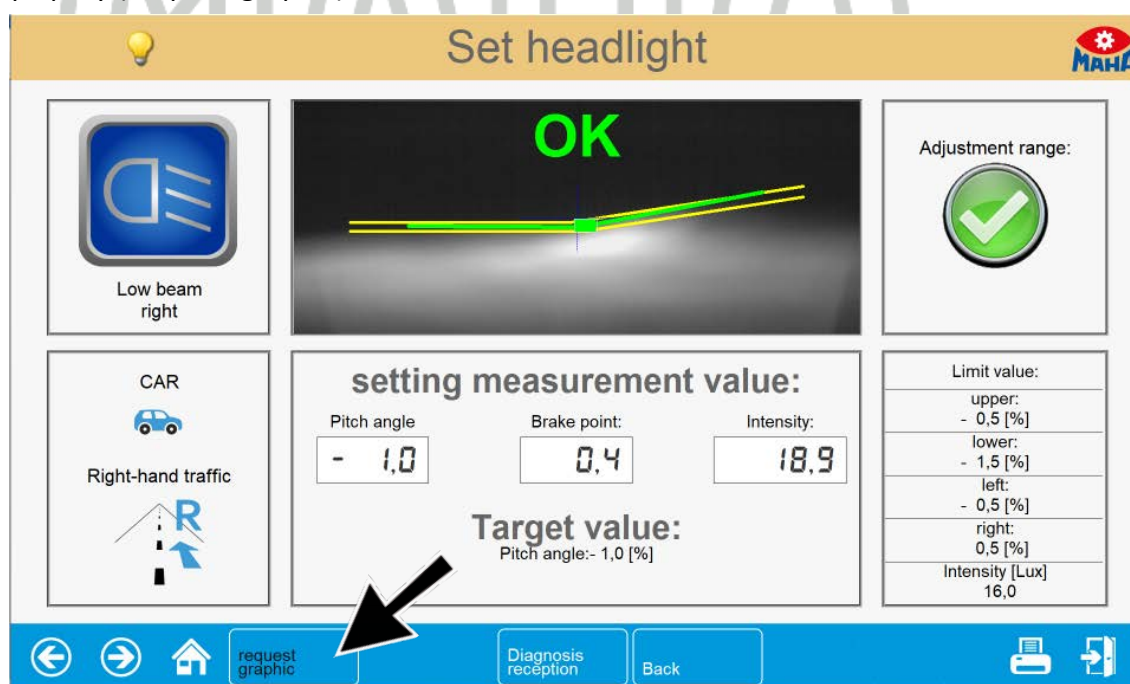 Set headlight
MAHA
Low beam
right
OK
Adjustment range:
CAR
Right-hand traffic
R
setting measurement value:
Pitch angle
Brake point:
Intensity:
- 1,0
0,4
18,9
Target value:
Pitch angle:- 1,0 [%]
Limit value:
upper:
- 0,5 [%]
lower:
- 1,5 [%]
left:
- 0,5 [%]
right:
0,5 [%]
Intensity [Lux]
16,0
request
graphic
Diagnosis
reception
Back